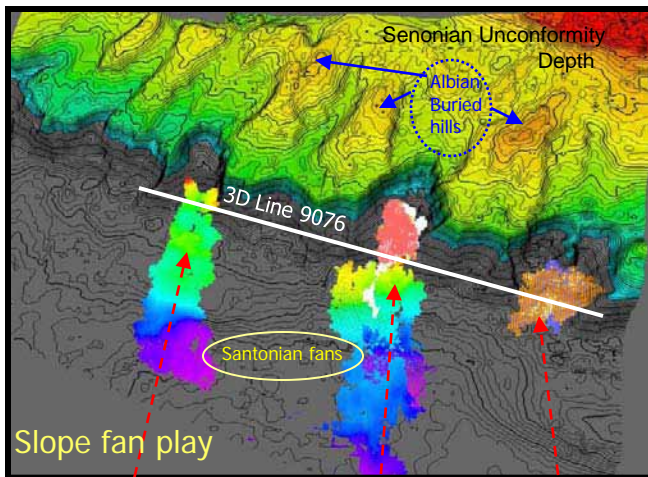 Senonian Unconformity
Depth
Albian
Buried
hills
3D Line 9076
Santonian fans
Slope fan play